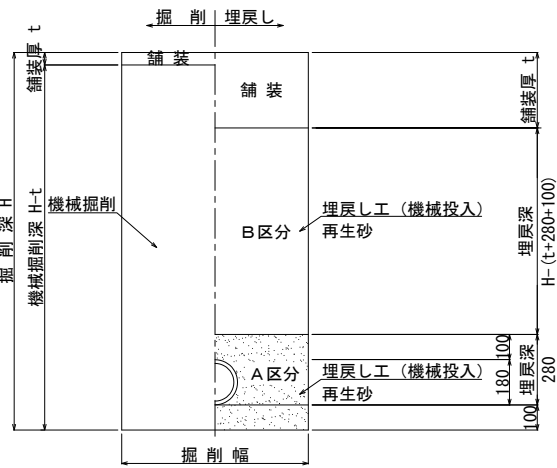 掘 削 埋戻し
舗 装
舗装厚 t
舗 装
舗装厚 t
掘 削 深 H
機械掘削深 H-t
機械掘削
埋戻し工（機械投入）
再生砂
B区分
埋戻深
H-(t+280+100)
A区分
埋戻し工（機械投入）
再生砂
100
180
埋戻深
280
100
掘 削 幅